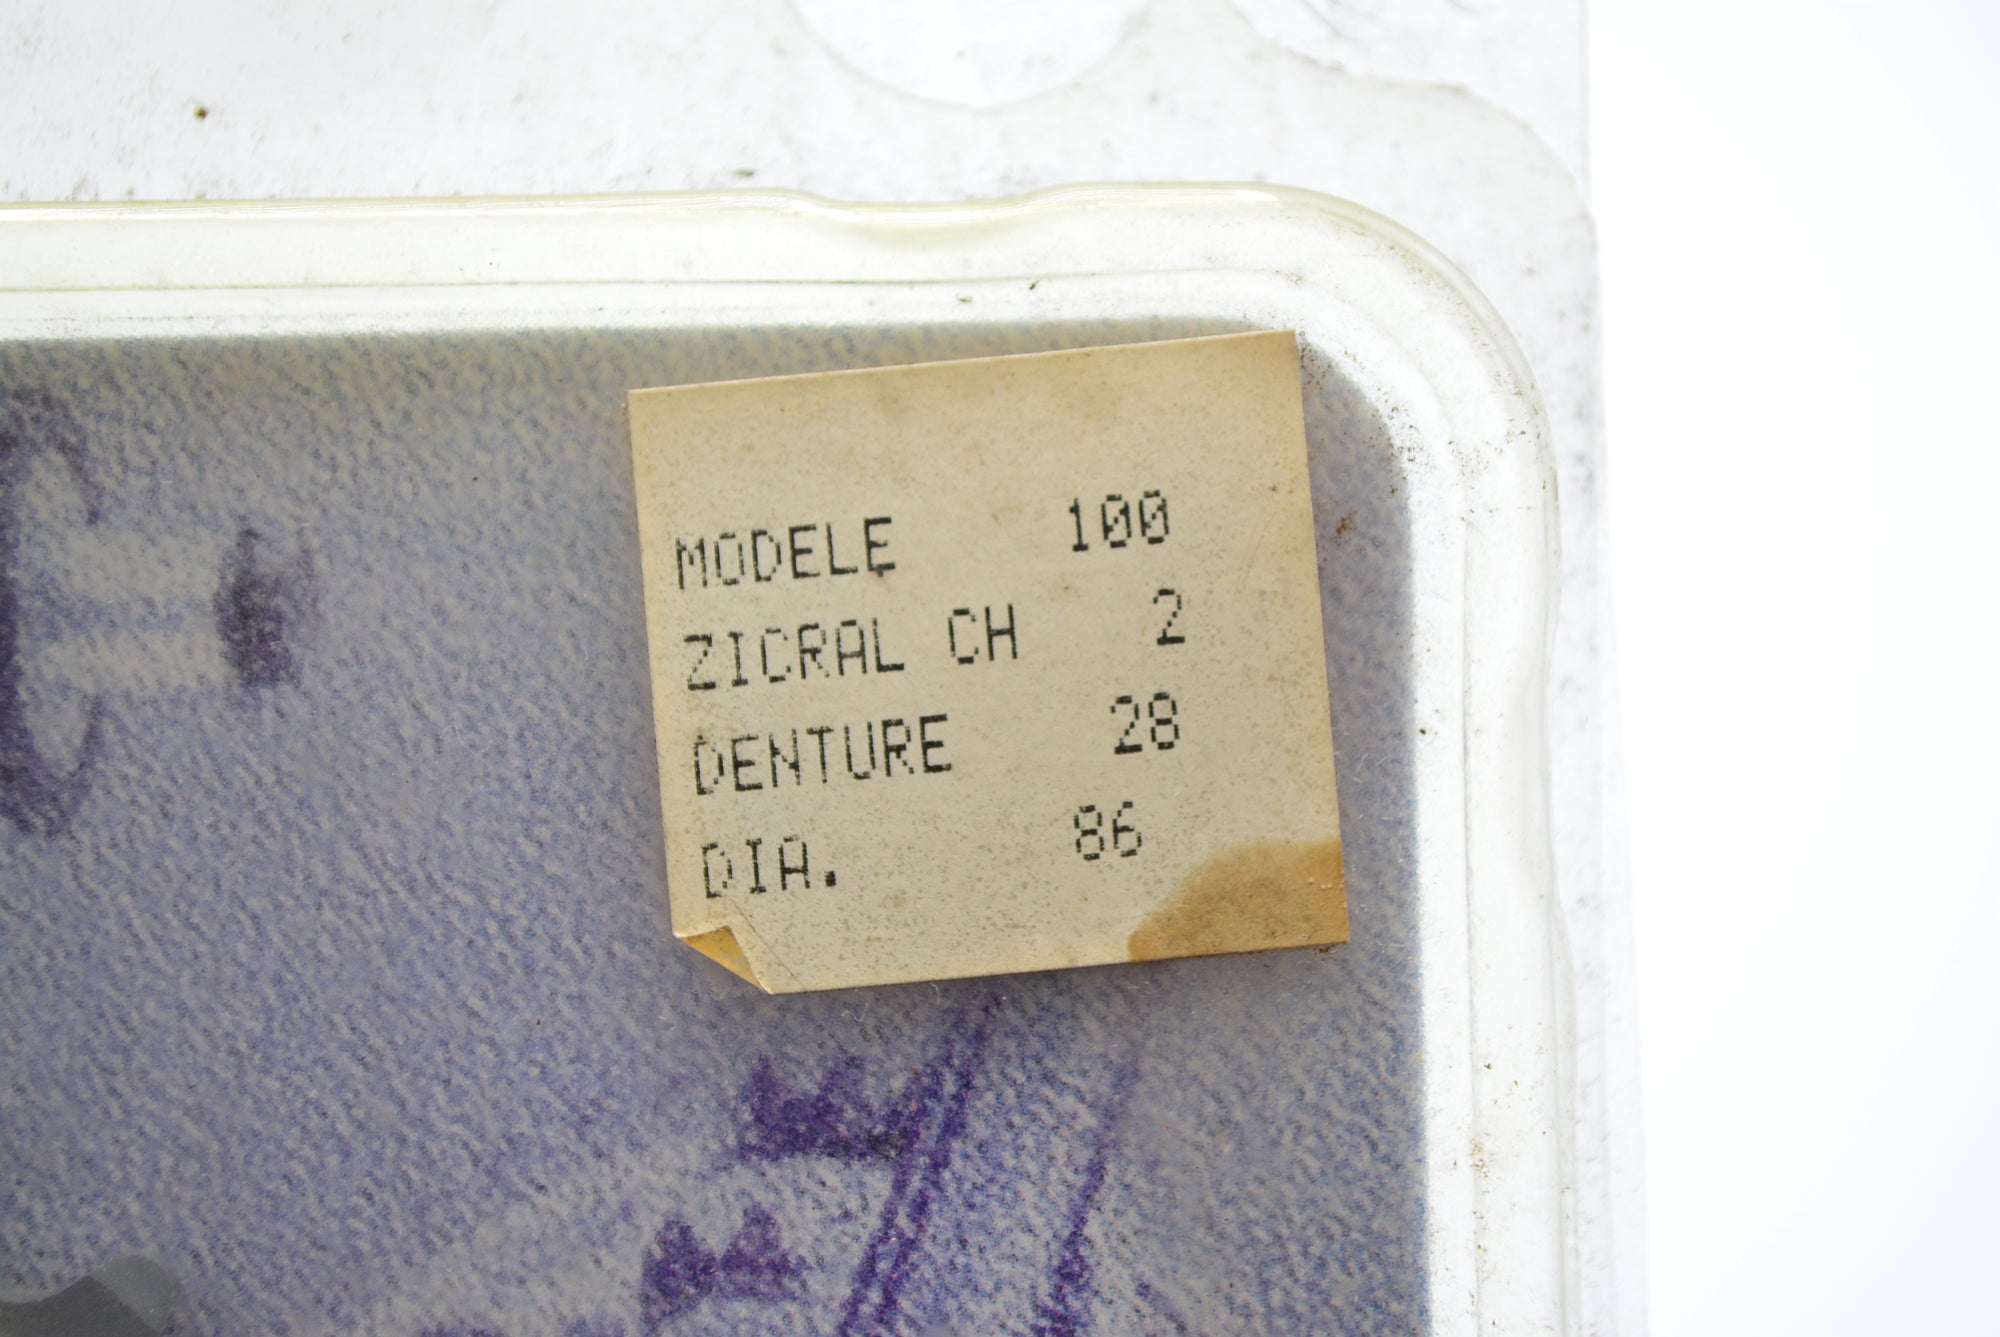 MODELE 100
ZICRAL CH 2
DENTURE 28
DIA. 86